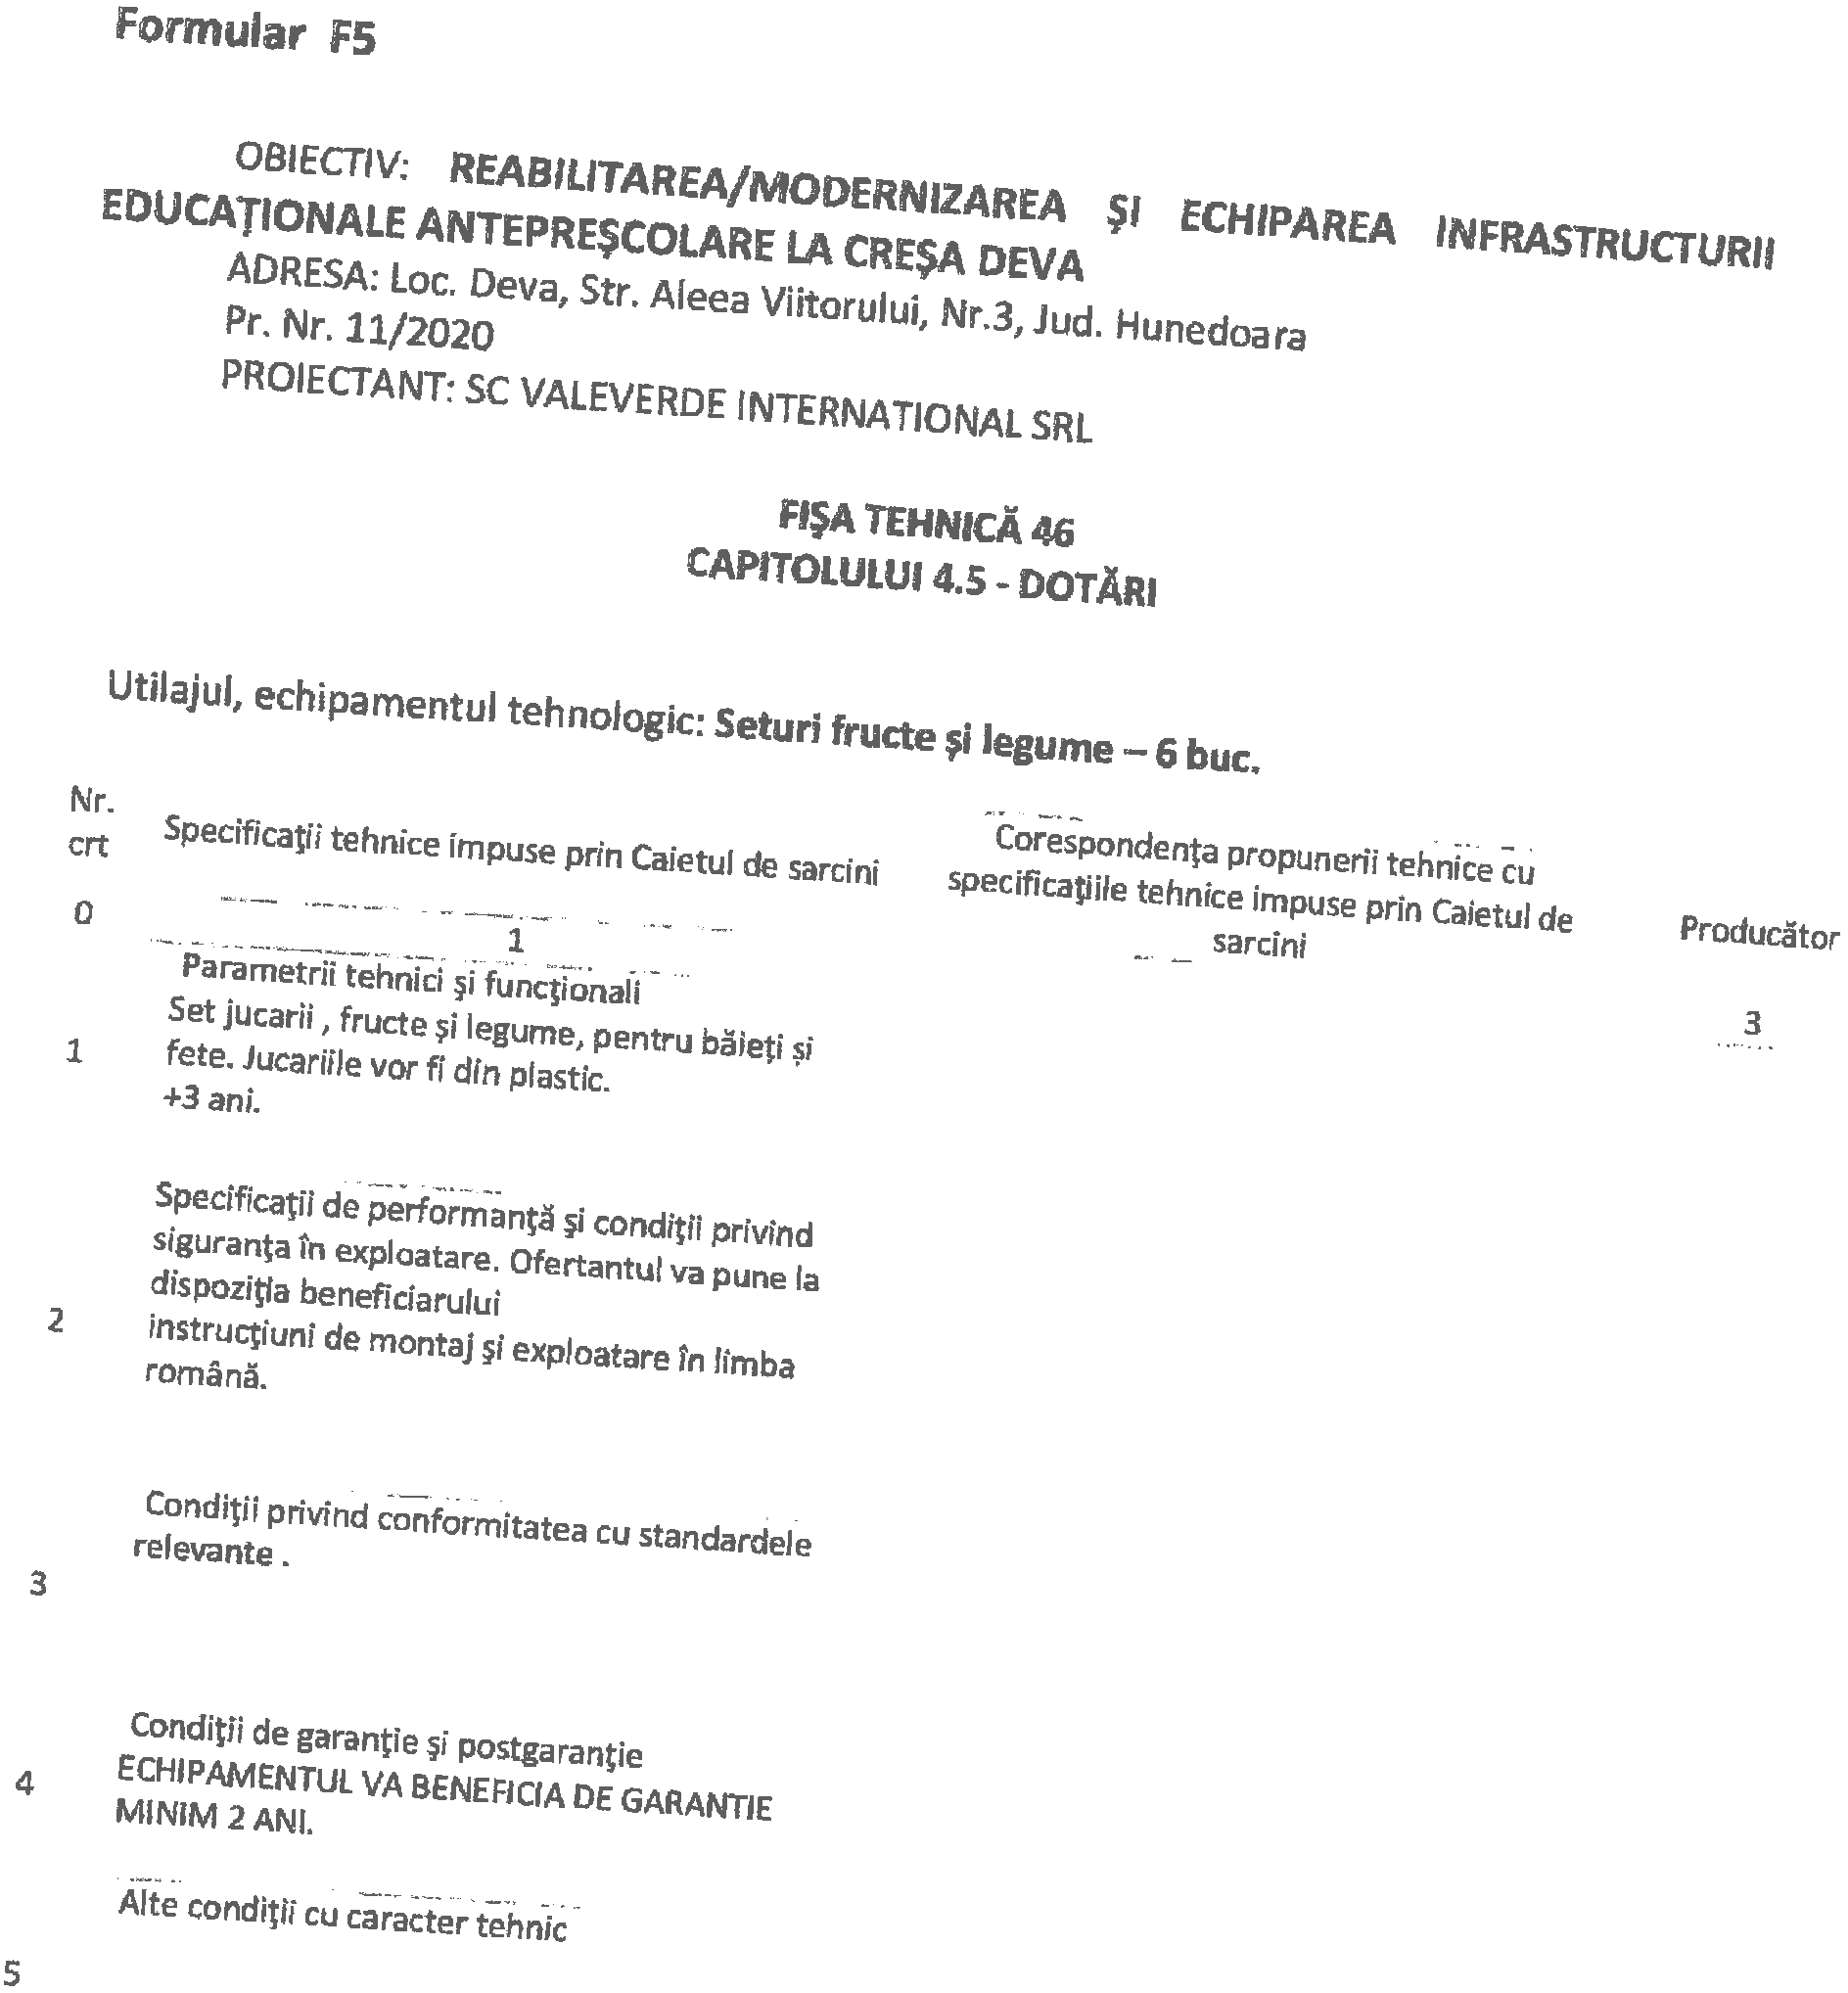 Formular F5
OBIECTIV: REABILITAREA/MODERNIZAREA ŞI ECHIPAREA INFRASTRUCTURII
EDUCAŢIONALE ANTEPREŞCOLARE LA CREŞA DEVA
ADRESA: Loc. Deva, Str. Aleea Viitorului, Nr.3, Jud. Hunedoara
Pr. Nr. 11/2020
PROIECTANT: SC VALEVERDE INTERNATIONAL SRL
FIŞA TEHNICĂ 46
CAPITOLULUI 4.5 - DOTĂRI
Utilajul, echipamentul tehnologic: Seturi fructe şi legume – 6 buc.
Nr.
crt
Specificaţii tehnice impuse prin Caietul de sarcini
Corespondenţa propunerii tehnice cu
specificaţiile tehnice impuse prin Caietul de
sarcini
Producător
0
1
3
Parametrii tehnici şi funcţionali
Set jucarii , fructe şi legume, pentru băieţi și
1
fete. Jucariile vor fi din plastic.
+3 ani.
Specificaţii de performanţă şi condiţii privind
siguranţa în exploatare. Ofertantul va pune la
dispoziţia beneficiarului
2
instrucţiuni de montaj şi exploatare în limba
română.
Condiţii privind conformitatea cu standardele
relevante .
3
Condiţii de garanţie şi postgaranţie
4
ECHIPAMENTUL VA BENEFICIA DE GARANTIE
MINIM 2 ANI.
Alte condiţii cu caracter tehnic
5